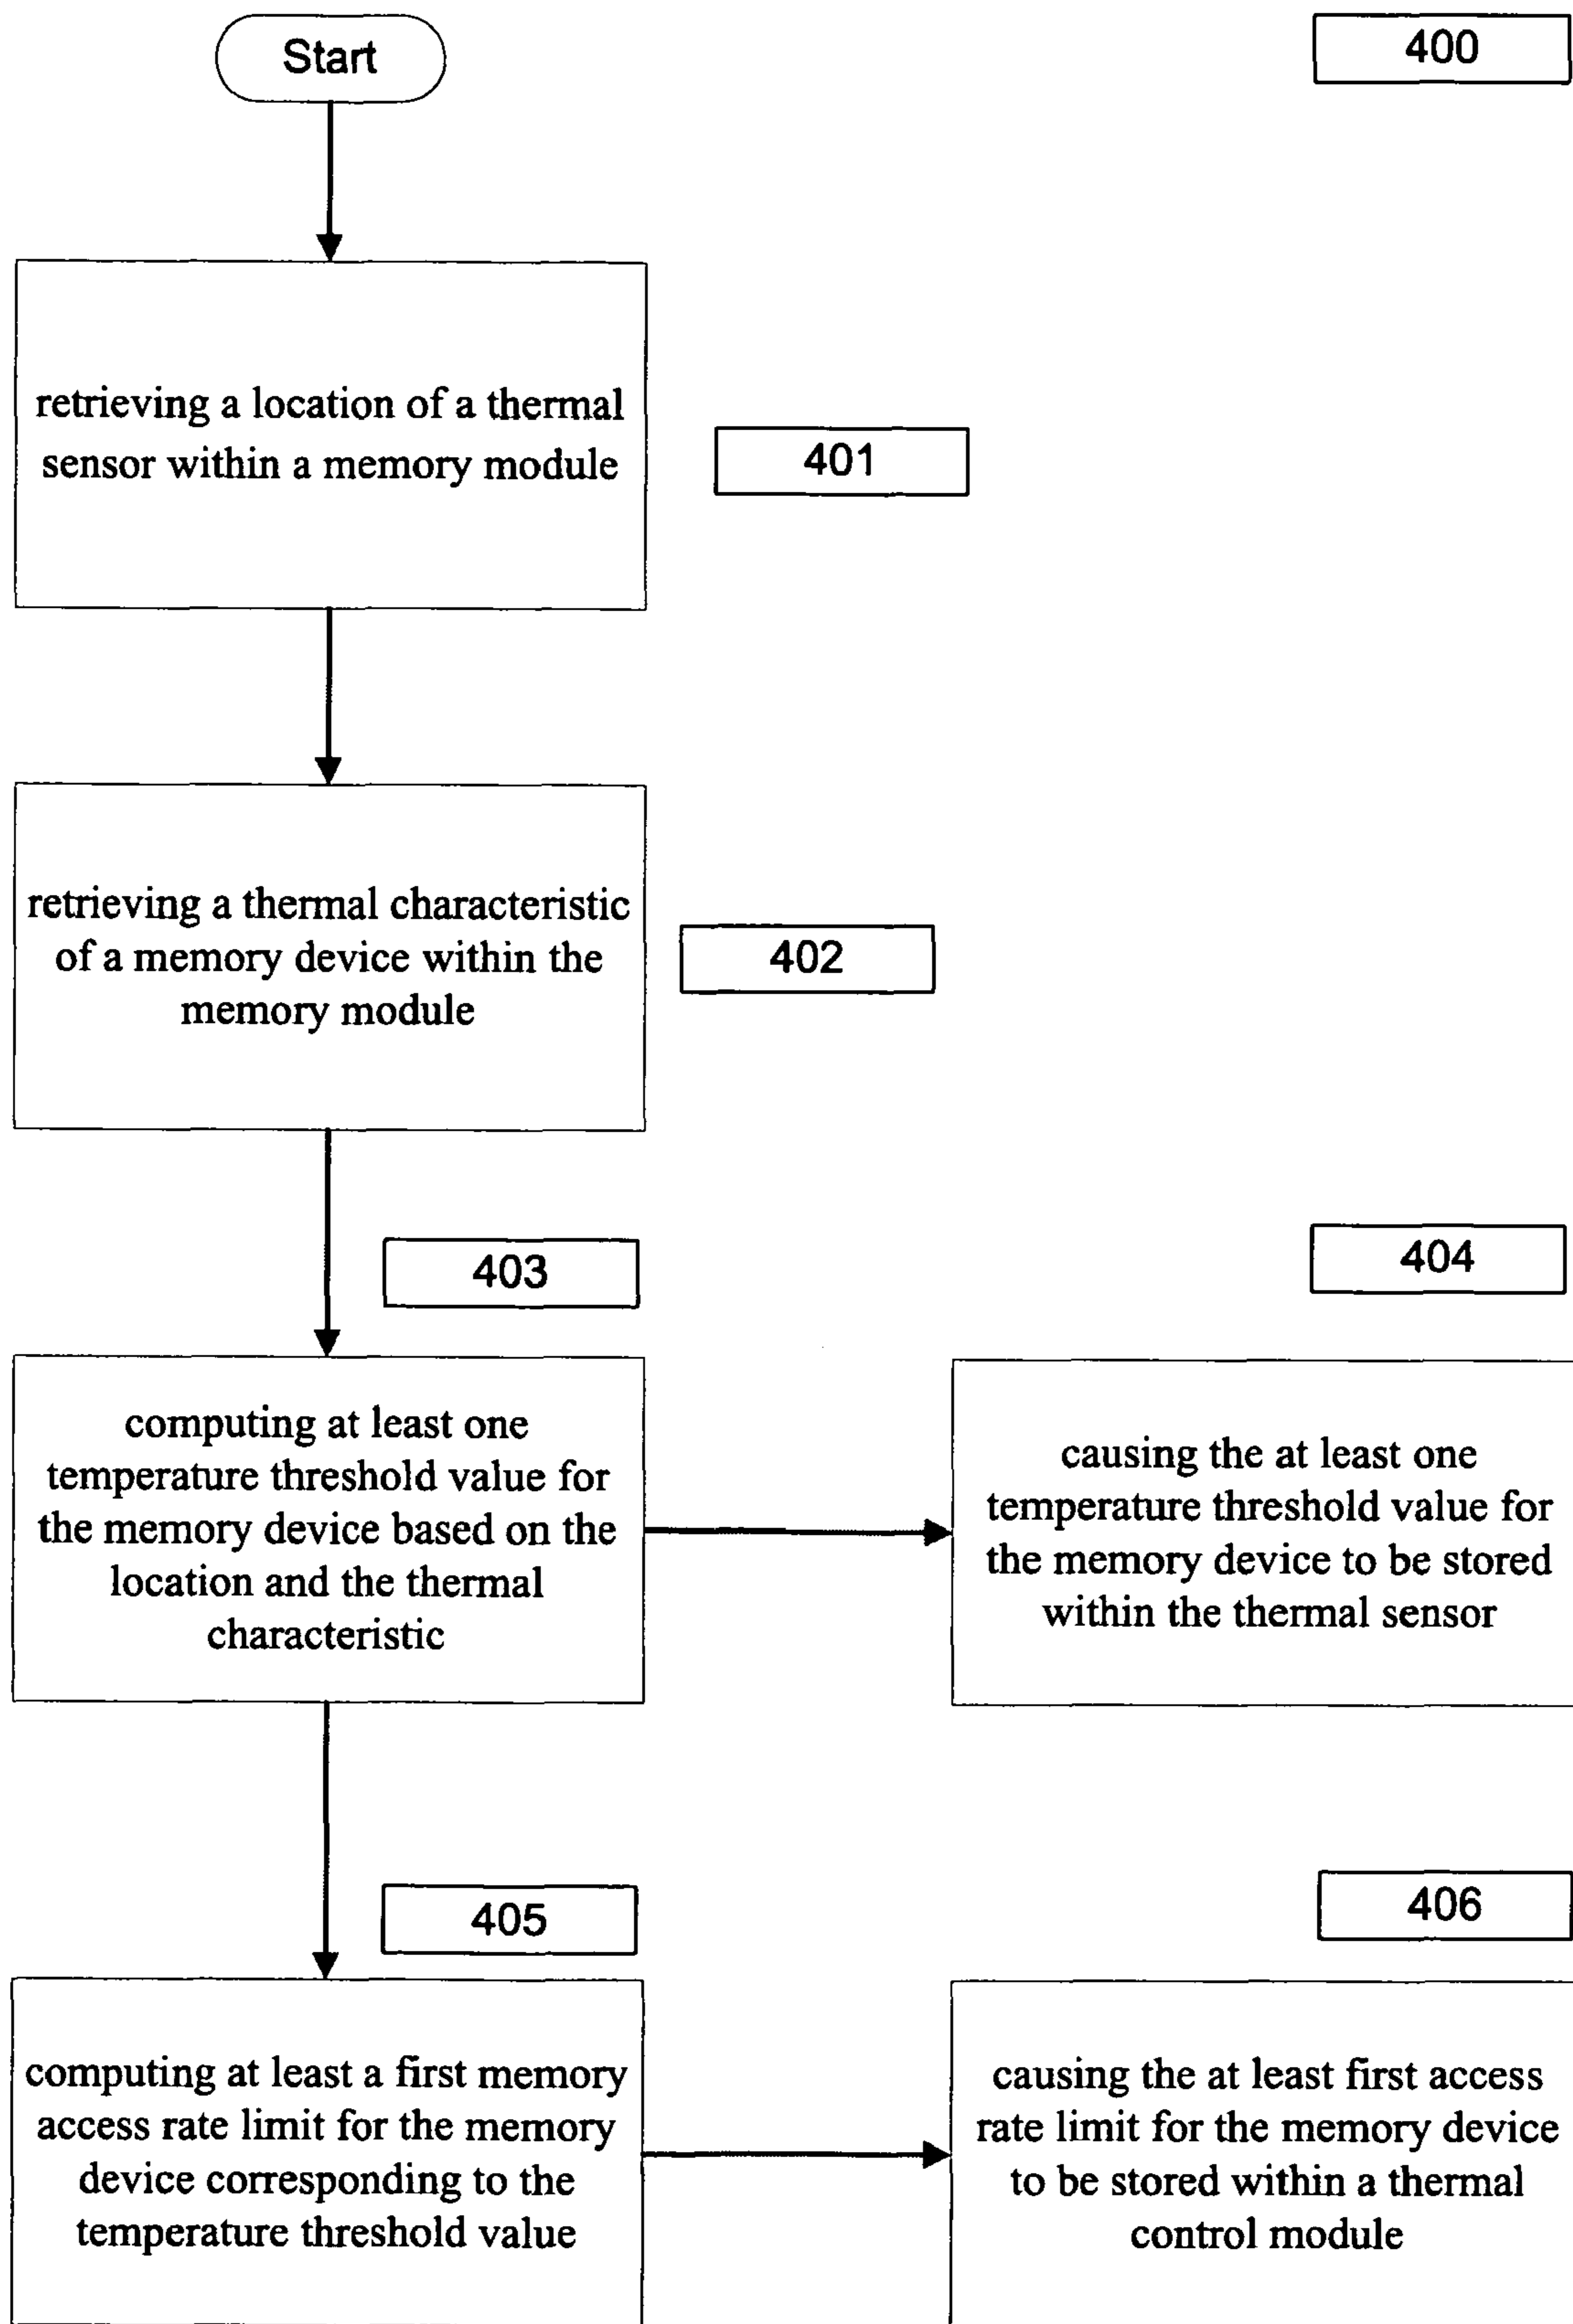 Start
400
retrieving a location of a thermal
sensor within a memory module
401
retrieving a thermal characteristic
of a memory device within the
memory module
402
403
404
computing at least one
temperature threshold value for
the memory device based on the
location and the thermal
characteristic
causing the at least one
temperature threshold value for
the memory device to be stored
within the thermal sensor
405
406
computing at least a first memory
access rate limit for the memory
device corresponding to the
temperature threshold value
causing the at least first access
rate limit for the memory device
to be stored within a thermal
control module